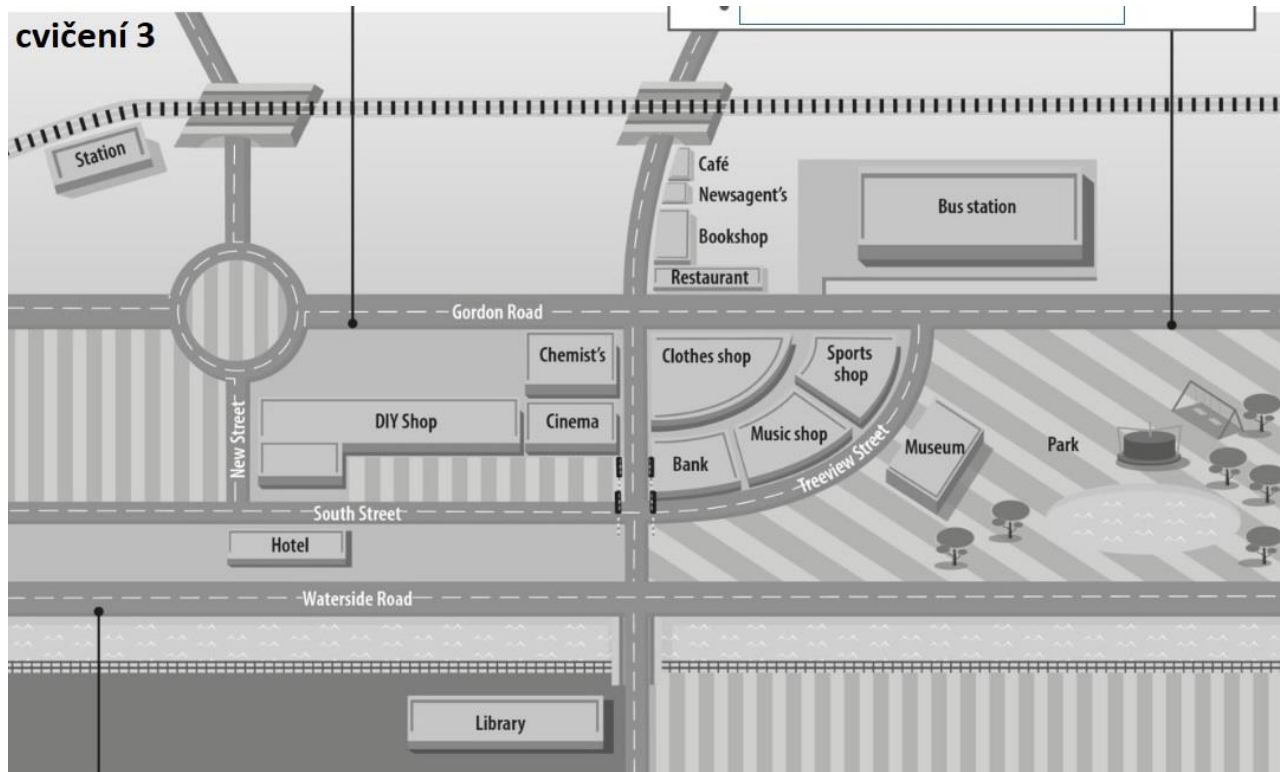 cvičení 3
Station
Café
Newsagent's
Bookshop
Restaurant
Bus station
Gordon Road
Chemist's
Clothes shop
Sports
shop
DIY Shop
Cinema
Music shop
Bank
Museum
Park
New Street
Treeview Street
South Street
Hotel
Waterside Road
Library